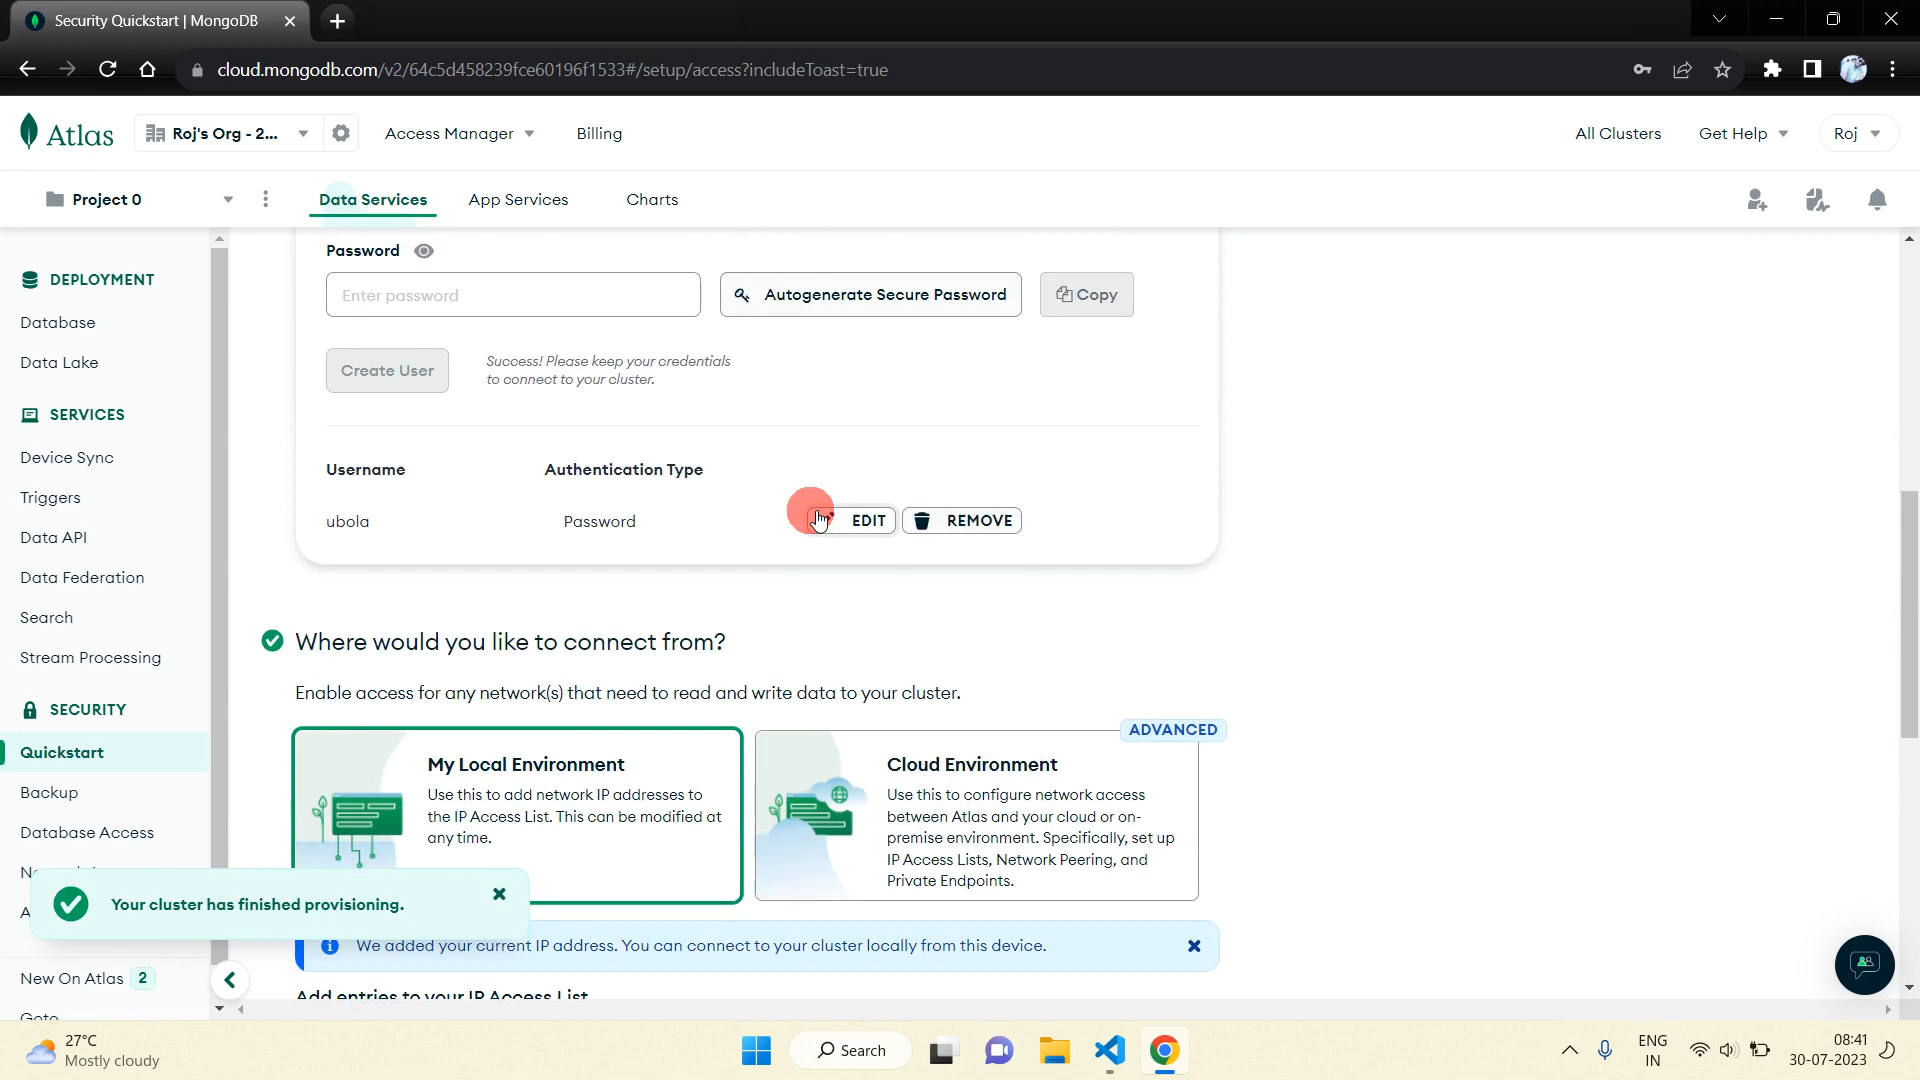 Security Quickstart | MongoDB
cloud.mongodb.com/v2/64c5d458239fce60196f1533#/setup/access?includeToast=true
Atlas
Roj's Org - 2...
Access Manager
Billing
All Clusters
Get Help
Roj
Project 0
Data Services
App Services
Charts
DEPLOYMENT
Database
Data Lake
SERVICES
Device Sync
Triggers
Data API
Data Federation
Search
Stream Processing
SECURITY
Quickstart
Backup
Database Access
New On Atlas 2
Goto
Password
Enter password
Autogenerate Secure Password
Copy
Create User
Success! Please keep your credentials
to connect to your cluster.
Username
Authentication Type
ubola
Password
EDIT
REMOVE
Where would you like to connect from?
Enable access for any network(s) that need to read and write data to your cluster.
My Local Environment
Use this to add network IP addresses to
the IP Access List. This can be modified at
any time.
ADVANCED
Cloud Environment
Use this to configure network access
between Atlas and your cloud or on-
premise environment. Specifically, set up
IP Access Lists, Network Peering, and
Private Endpoints.
Your cluster has finished provisioning.
We added your current IP address. You can connect to your cluster locally from this device.
Add entries to your IP Access List
27°C
Mostly cloudy
Search
ENG
IN
08:41
30-07-2023